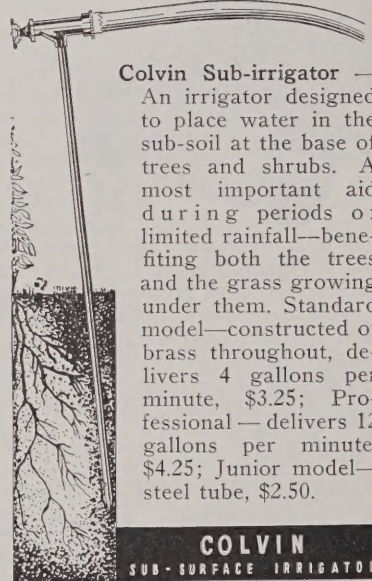 Colvin Sub-irrigator —
An irrigator designed
to place water in the
sub-soil at the base of
trees and shrubs. A
most important aid
during periods of
limited rainfall—bene-
fiting both the trees
and the grass growing
under them. Standard
model—constructed of
brass throughout, de-
livers 4 gallons per
minute, $3.25; Pro-
fessional — delivers 12
gallons per minute
$4.25; Junior model—
steel tube, $2.50.
COLVIN
SUB-SURFACE IRRIGATOR